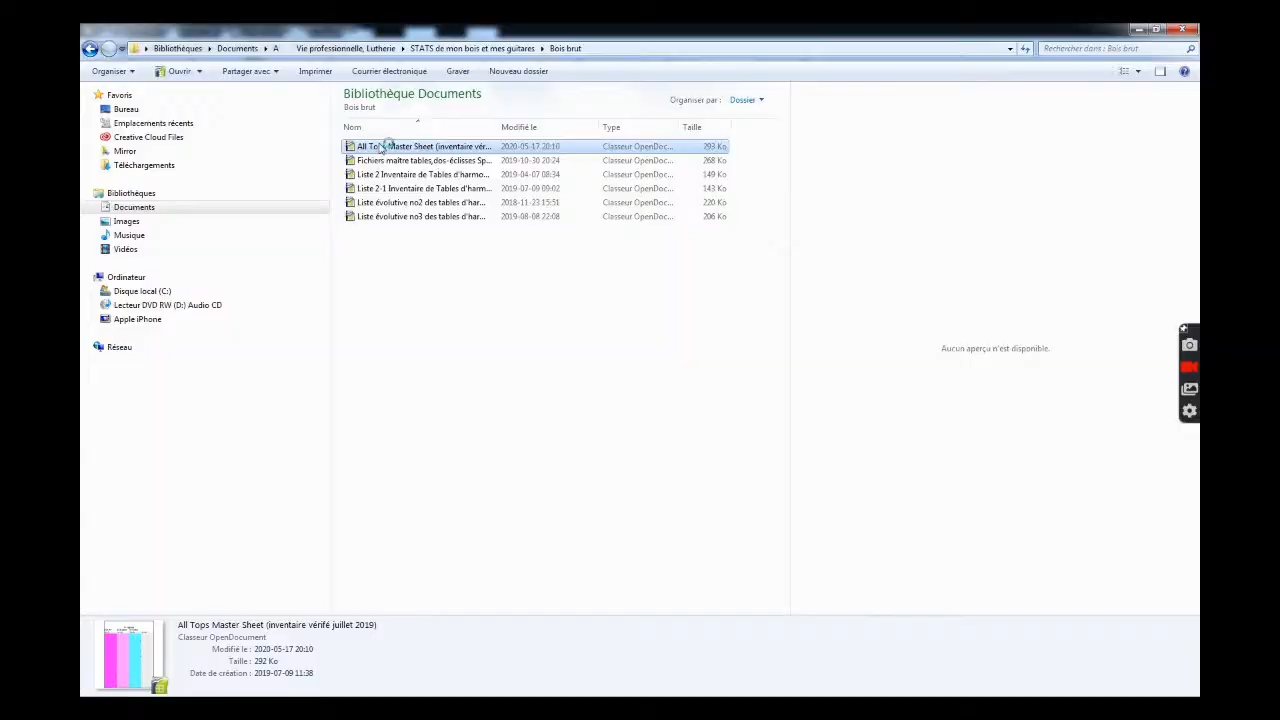 Bibliothèques Documents A Vie professionnelle, Lutherie STATS de mon bois et mes guitares Bois brut
Rechercher dans : Bois brut
Organiser Ouvrir Partager avec Imprimer Courrier électronique Graver Nouveau dossier
Favoris
Bureau
Emplacements récents
Creative Cloud Files
Mirror
Téléchargements
Bibliothèques
Documents
Images
Musique
Vidéos
Ordinateur
Disque local (C:)
Lecteur DVD RW (D:) Audio CD
Apple iPhone
Réseau
Bibliothèque Documents
Bois brut
Organiser par : Dossier
Nom Modifié le Type Taille
All Tops Master Sheet (inventaire vér... 2020-05-17 20:10 Classeur OpenDoc... 293 Ko
Fichiers maître tables,dos-éclisses Sp... 2019-10-30 20:24 Classeur OpenDoc... 268 Ko
Liste 2 Inventaire de Tables d'harmo... 2019-04-07 08:34 Classeur OpenDoc... 149 Ko
Liste 2-1 Inventaire de Tables d'harm... 2019-07-09 09:02 Classeur OpenDoc... 143 Ko
Liste évolutive no2 des tables d'har... 2018-11-23 15:51 Classeur OpenDoc... 220 Ko
Liste évolutive no3 des tables d'har... 2019-08-08 22:08 Classeur OpenDoc... 206 Ko
Aucun aperçu n'est disponible.
All Tops Master Sheet (inventaire vérifé juillet 2019)
Classeur OpenDocument
Modifié le : 2020-05-17 20:10
Taille : 292 Ko
Date de création : 2019-07-09 11:38